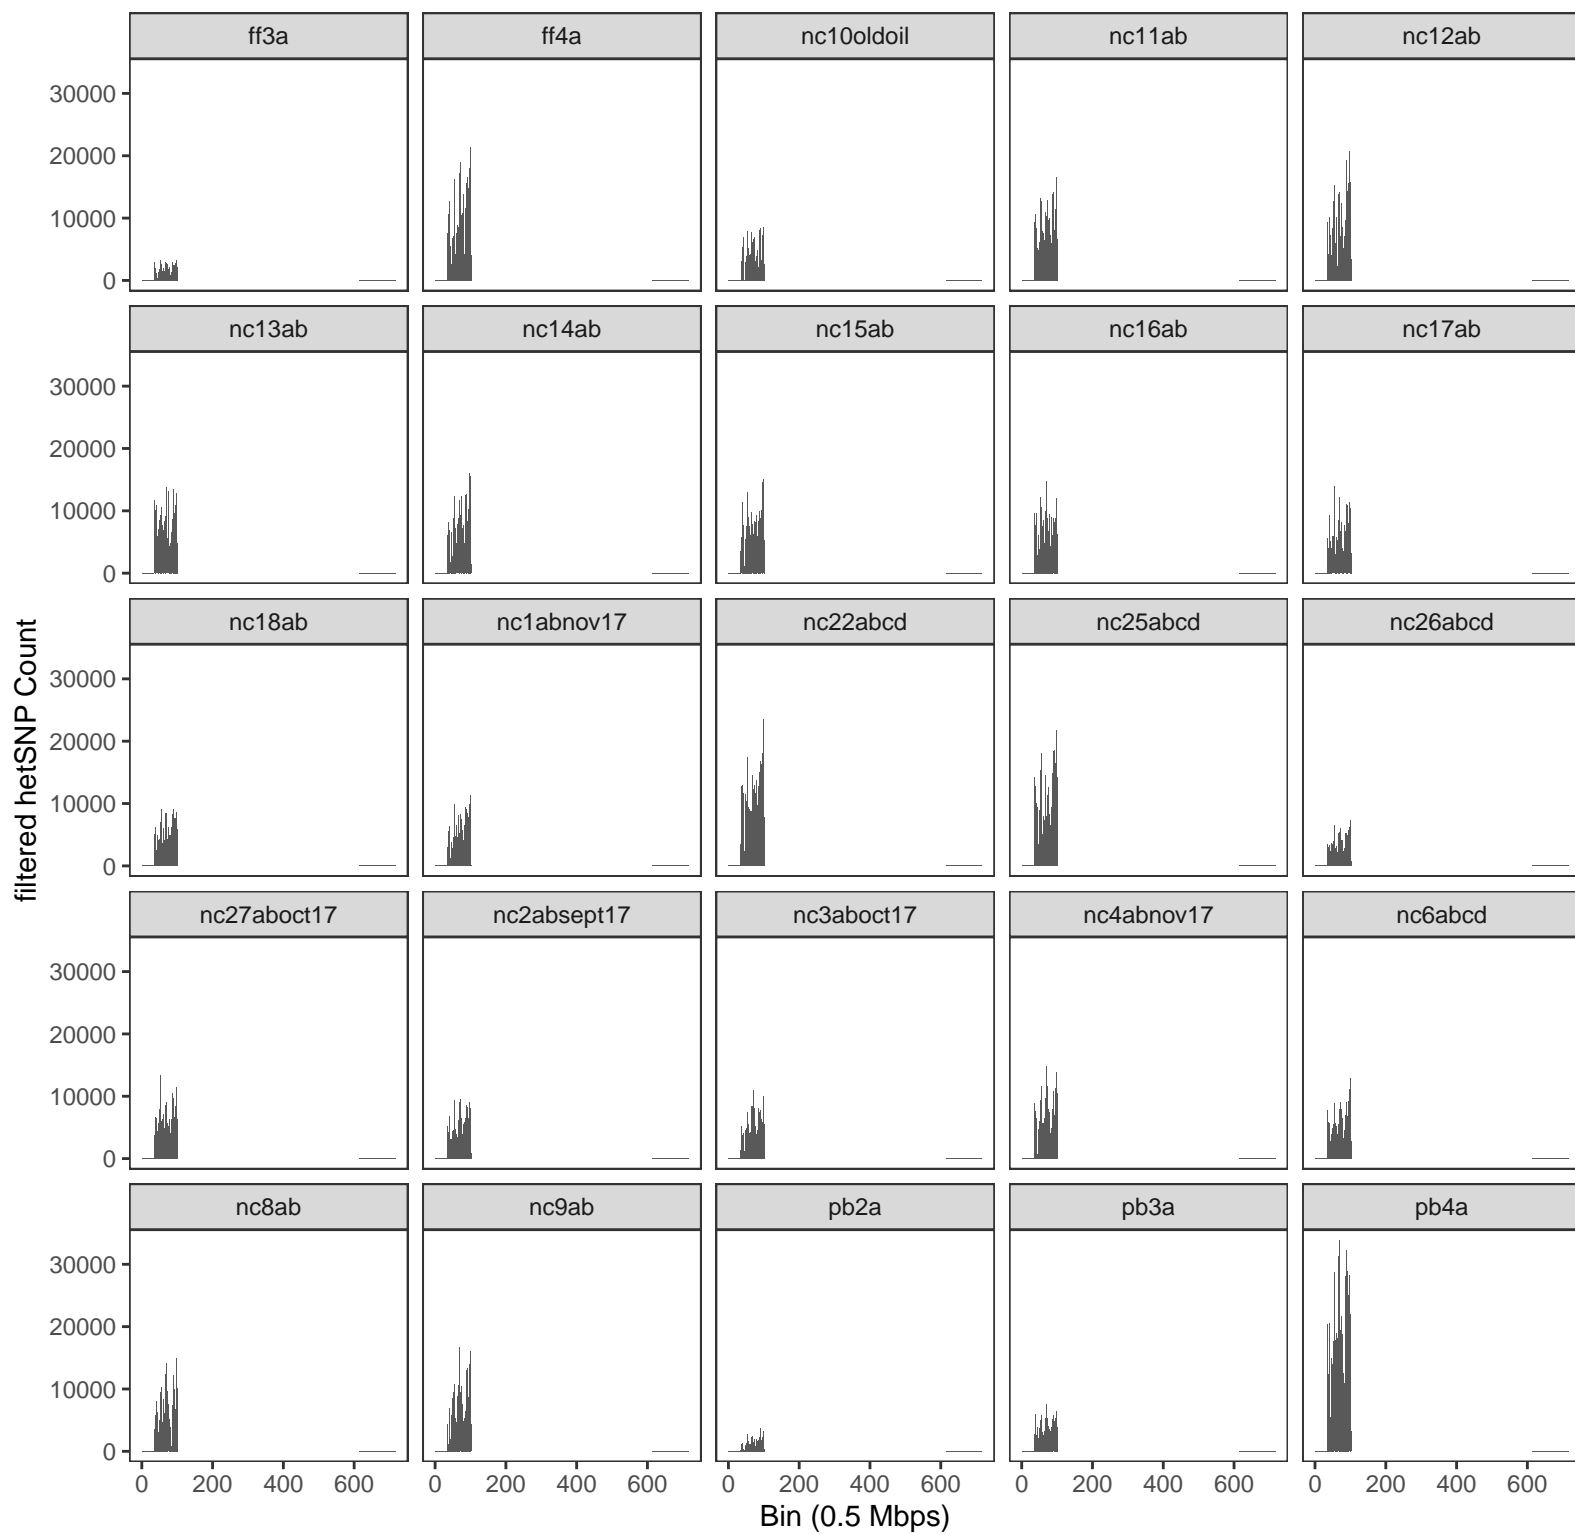 ff3a ff4a nc10oldoil nc11ab nc12ab
30000
20000
10000
0
nc13ab nc14ab nc15ab nc16ab nc17ab
30000
20000
10000
0
nc18ab nc1abnov17 nc22abcd nc25abcd nc26abcd
30000
20000
10000
0
filtered hetSNP Count
nc27aboct17 nc2absept17 nc3aboct17 nc4abnov17 nc6abcd
30000
20000
10000
0
nc8ab nc9ab pb2a pb3a pb4a
30000
20000
10000
0
0 200 400 600 0 200 400 600 0 200 400 600 0 200 400 600 0 200 400 600
Bin (0.5 Mbps)